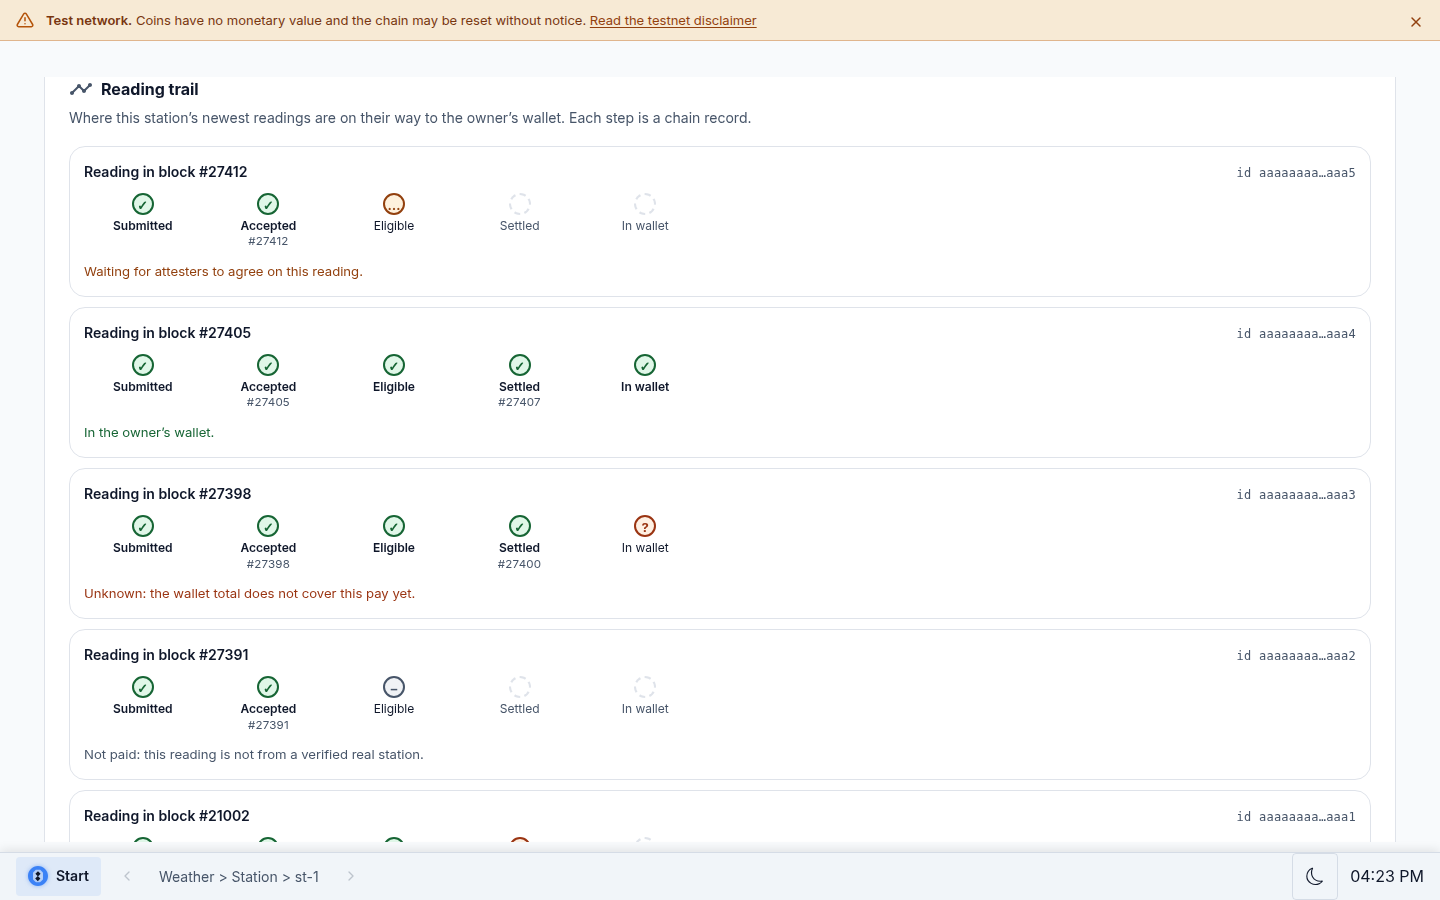 Test network. Coins have no monetary value and the chain may be reset without notice. Read the testnet disclaimer
Reading trail
Where this station’s newest readings are on their way to the owner’s wallet. Each step is a chain record.
Reading in block #27412 id aaaaaaaa…aaa5
Submitted Accepted Eligible Settled In wallet
#27412
Waiting for attesters to agree on this reading.
Reading in block #27405 id aaaaaaaa…aaa4
Submitted Accepted Eligible Settled In wallet
#27405 #27407
In the owner’s wallet.
Reading in block #27398 id aaaaaaaa…aaa3
?
Submitted Accepted Eligible Settled In wallet
#27398 #27400
Unknown: the wallet total does not cover this pay yet.
Reading in block #27391 id aaaaaaaa…aaa2
Submitted Accepted Eligible Settled In wallet
#27391
Not paid: this reading is not from a verified real station.
Reading in block #21002 id aaaaaaaa…aaa1
Start Weather > Station > st-1 04:23 PM